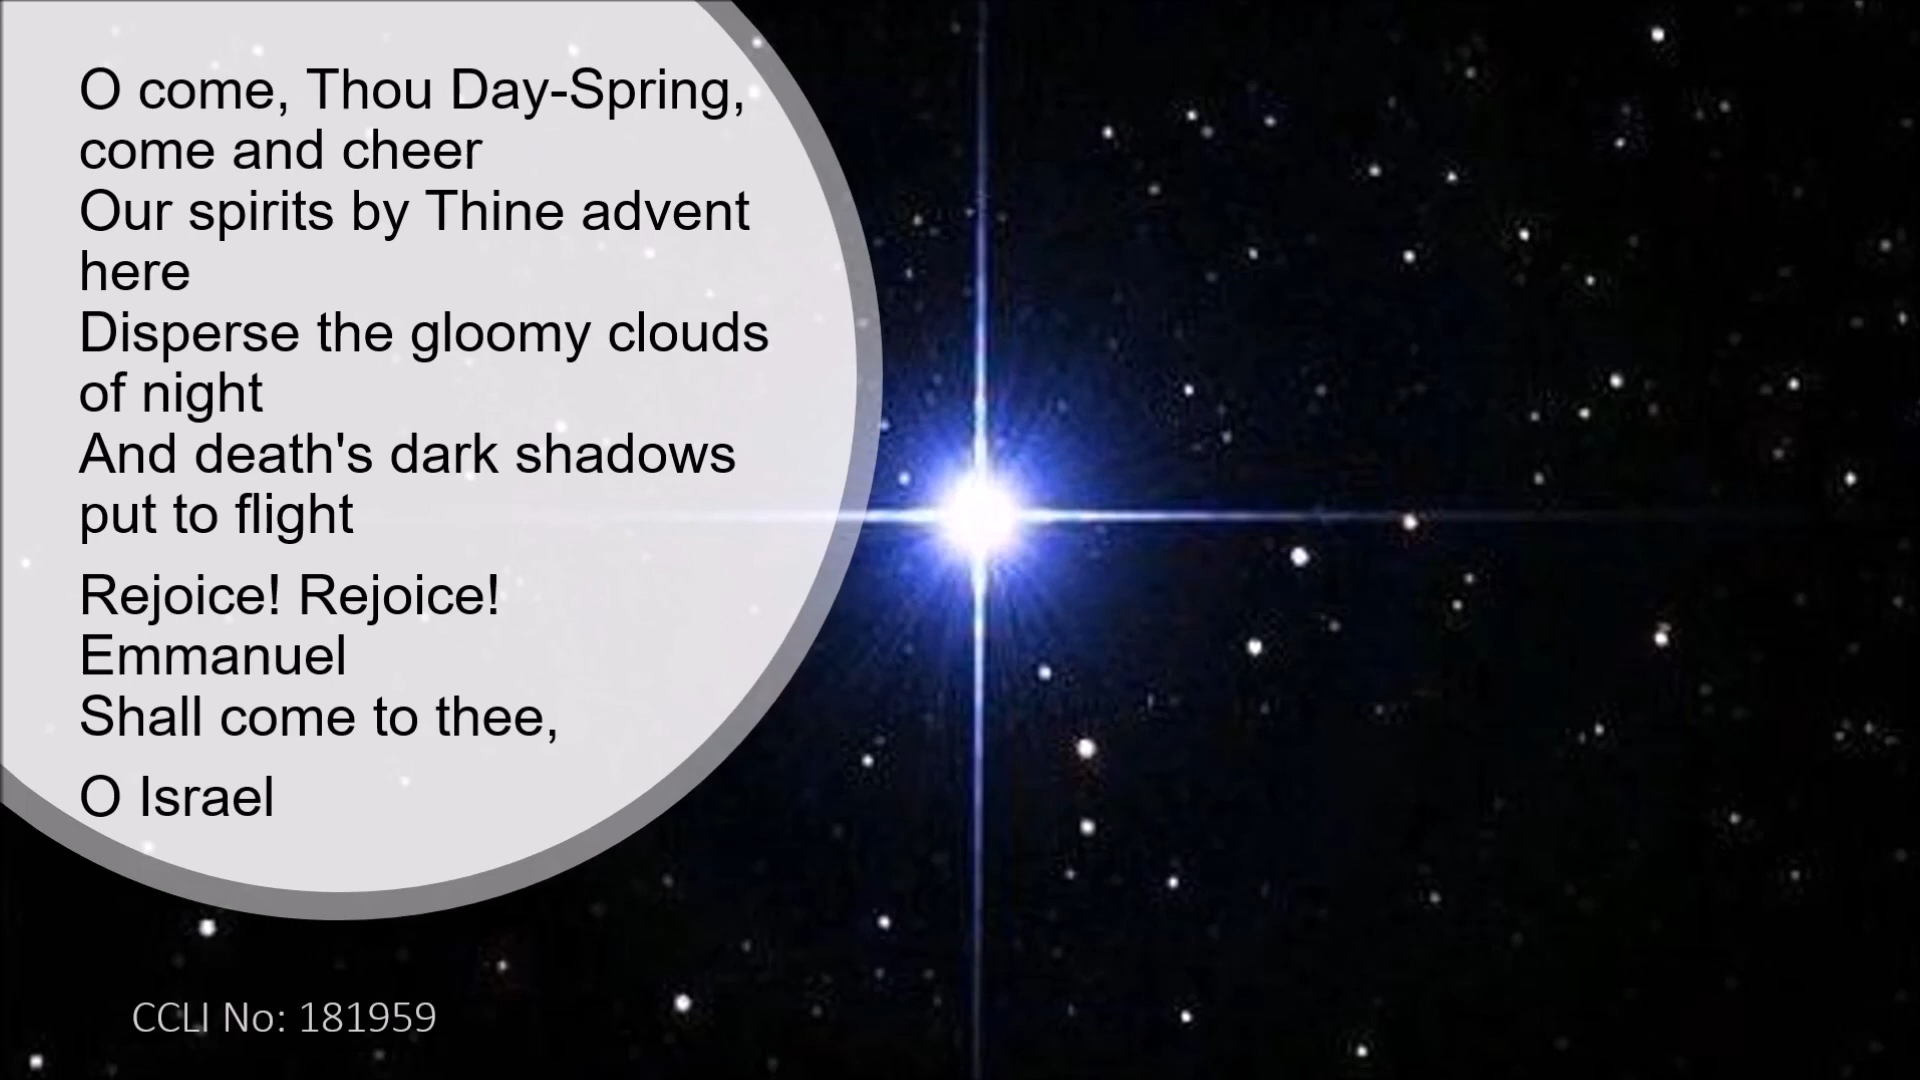 O come, Thou Day-Spring,
come and cheer
Our spirits by Thine advent
here
Disperse the gloomy clouds
of night
And death's dark shadows
put to flight
Rejoice! Rejoice!
Emmanuel
Shall come to thee,
O Israel
CCLI No: 181959